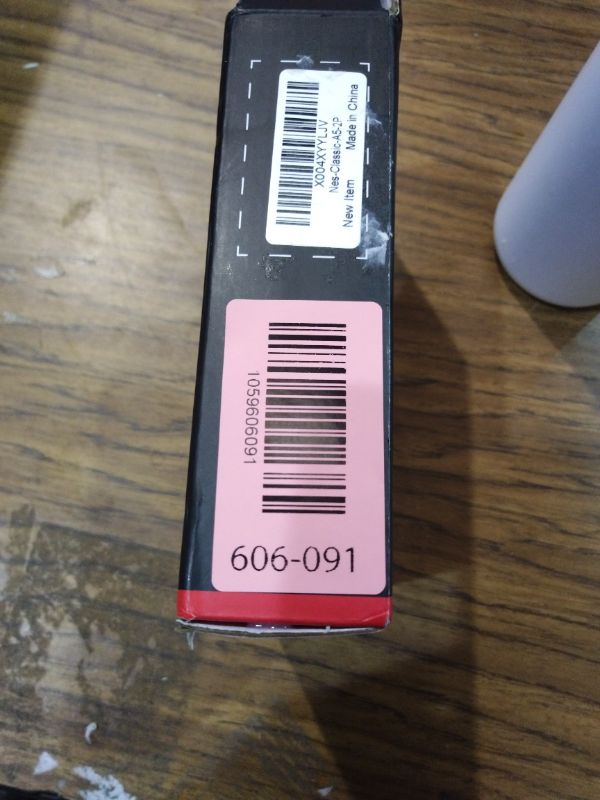 X004XYYLJV
Nes-Classic-A5-2P
New Item Made in China
1059606091
606-091